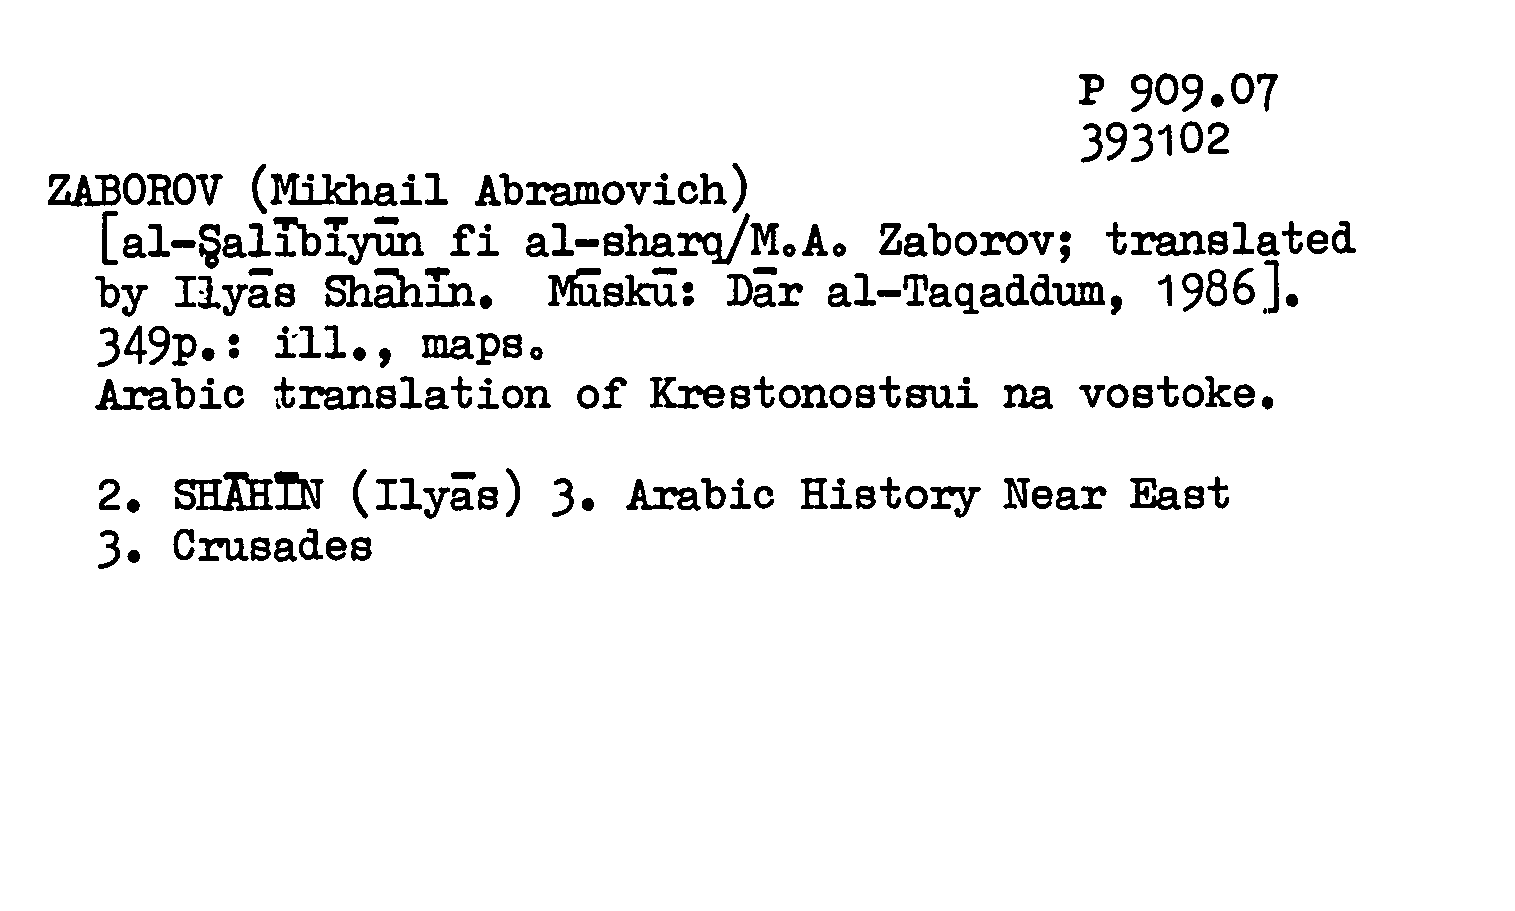 P 909.07
393102
ZABOROV (Mikhail Abramovich)
[al-Ṣalībīyūn fi al-sharq/M.A. Zaborov; translated
by Ilyās Shāhīn. Mūskū: Dār al-Taqaddum, 1986].
349p.: ill., maps.
Arabic translation of Krestonostsui na vostoke.
2. SHĀHĪN (Ilyās) 3. Arabic History Near East
3. Crusades